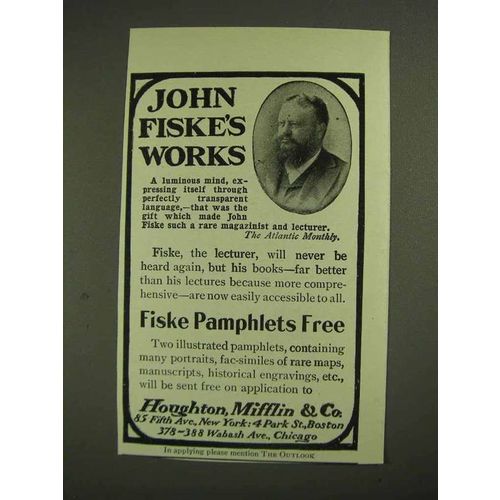 JOHN
FISKE'S
WORKS
A luminous mind, ex-
pressing itself through
perfectly transparent
language,—that was the
gift which made John
Fiske such a rare magazinist and lecturer.
The Atlantic Monthly.
Fiske, the lecturer, will never be
heard again, but his books—far better
than his lectures because more compre-
hensive—are now easily accessible to all.
Fiske Pamphlets Free
Two illustrated pamphlets, containing
many portraits, fac-similes of rare maps,
manuscripts, historical engravings, etc.,
will be sent free on application to
Houghton, Mifflin & Co.
85 Fifth Ave., New York: 4 Park St., Boston
378-388 Wabash Ave., Chicago
In applying please mention THE OUTLOOK